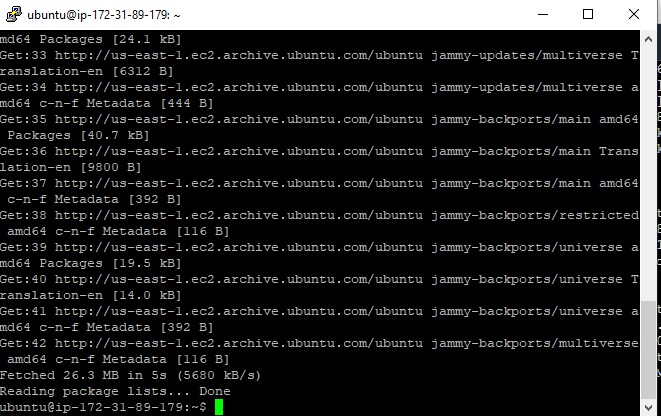 ubuntu@ip-172-31-89-179: ~
md64 Packages [24.1 kB]
Get:33 http://us-east-1.ec2.archive.ubuntu.com/ubuntu jammy-updates/multiverse T
ranslation-en [6312 B]
Get:34 http://us-east-1.ec2.archive.ubuntu.com/ubuntu jammy-updates/multiverse a
md64 c-n-f Metadata [444 B]
Get:35 http://us-east-1.ec2.archive.ubuntu.com/ubuntu jammy-backports/main amd64
 Packages [40.7 kB]
Get:36 http://us-east-1.ec2.archive.ubuntu.com/ubuntu jammy-backports/main Trans
lation-en [9800 B]
Get:37 http://us-east-1.ec2.archive.ubuntu.com/ubuntu jammy-backports/main amd64
 c-n-f Metadata [392 B]
Get:38 http://us-east-1.ec2.archive.ubuntu.com/ubuntu jammy-backports/restricted
 amd64 c-n-f Metadata [116 B]
Get:39 http://us-east-1.ec2.archive.ubuntu.com/ubuntu jammy-backports/universe a
md64 Packages [19.5 kB]
Get:40 http://us-east-1.ec2.archive.ubuntu.com/ubuntu jammy-backports/universe T
ranslation-en [14.0 kB]
Get:41 http://us-east-1.ec2.archive.ubuntu.com/ubuntu jammy-backports/universe a
md64 c-n-f Metadata [392 B]
Get:42 http://us-east-1.ec2.archive.ubuntu.com/ubuntu jammy-backports/multiverse
 amd64 c-n-f Metadata [116 B]
Fetched 26.3 MB in 5s (5680 kB/s)
Reading package lists... Done
ubuntu@ip-172-31-89-179:~$